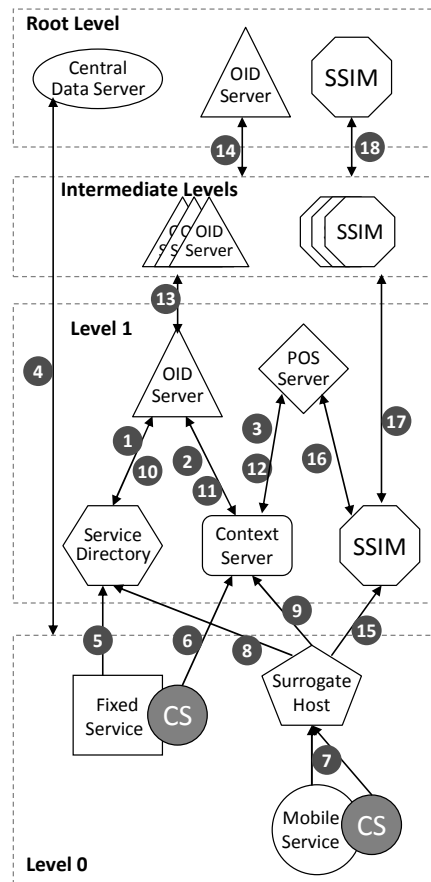 Root Level
Central
Data Server
OID
Server
SSIM
14
18
Intermediate Levels
OID
Server
SSIM
13
4
Level 1
OID
Server
POS
Server
1
2
3
17
10
11
12
16
Service
Directory
Context
Server
SSIM
9
5
6
8
15
Fixed
Service
CS
Surrogate
Host
7
Mobile
Service
CS
Level 0